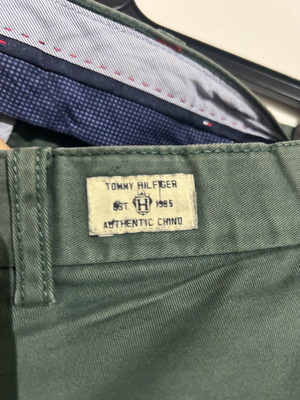 TOMMY HILFIGER
EST. H 1985
AUTHENTIC CHINO